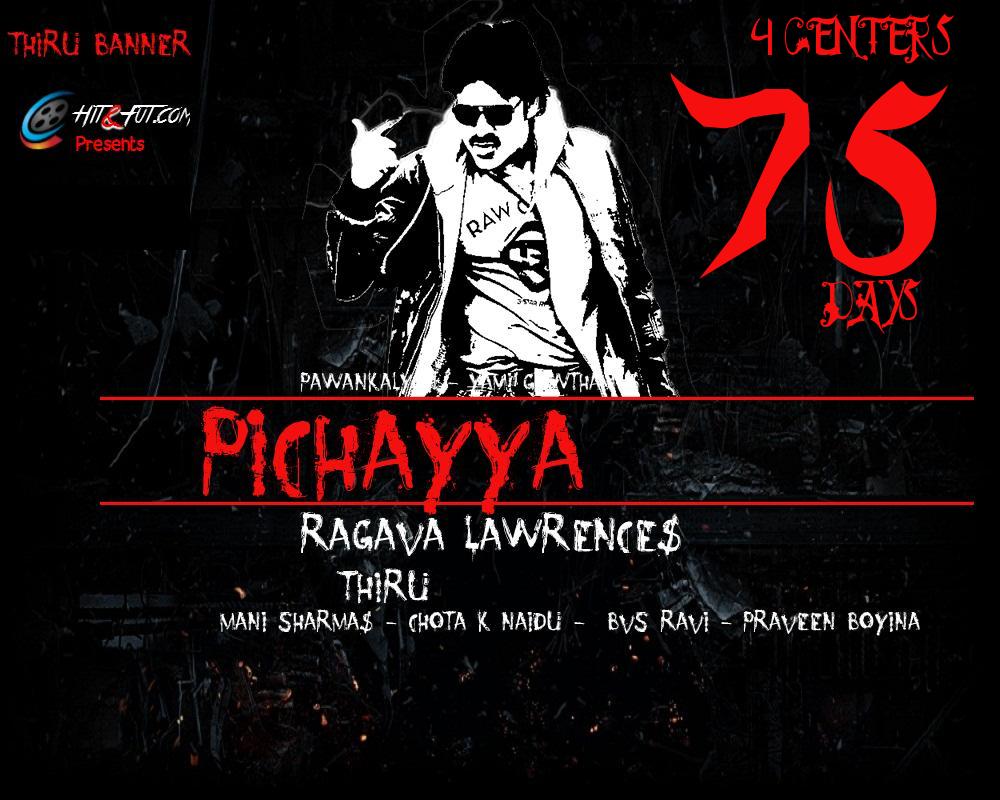 THIRU BANNER
4 CENTERS
75
DAYS
HIT&FUT.COM
Presents
RAW
PICHAYYA
RAGAVA LAWRENCE$
THIRU
MANI SHARMA$ - CHOTA K NAIDU - BVS RAVI - PRAVEEN BOYINA